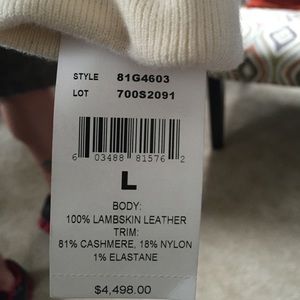 STYLE 81G4603
LOT 700S2091
6 03488 81576 2
L
BODY:
100% LAMBSKIN LEATHER
TRIM:
81% CASHMERE, 18% NYLON
1% ELASTANE
$4,498.00